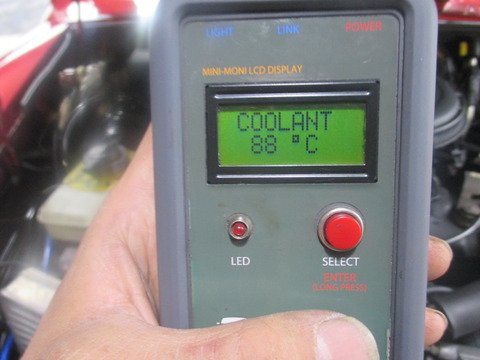 LIGHT LINK POWER
MINI-MONI LCD DISPLAY
COOLANT
88 °C
LED SELECT
ENTER
(LONG PRESS)